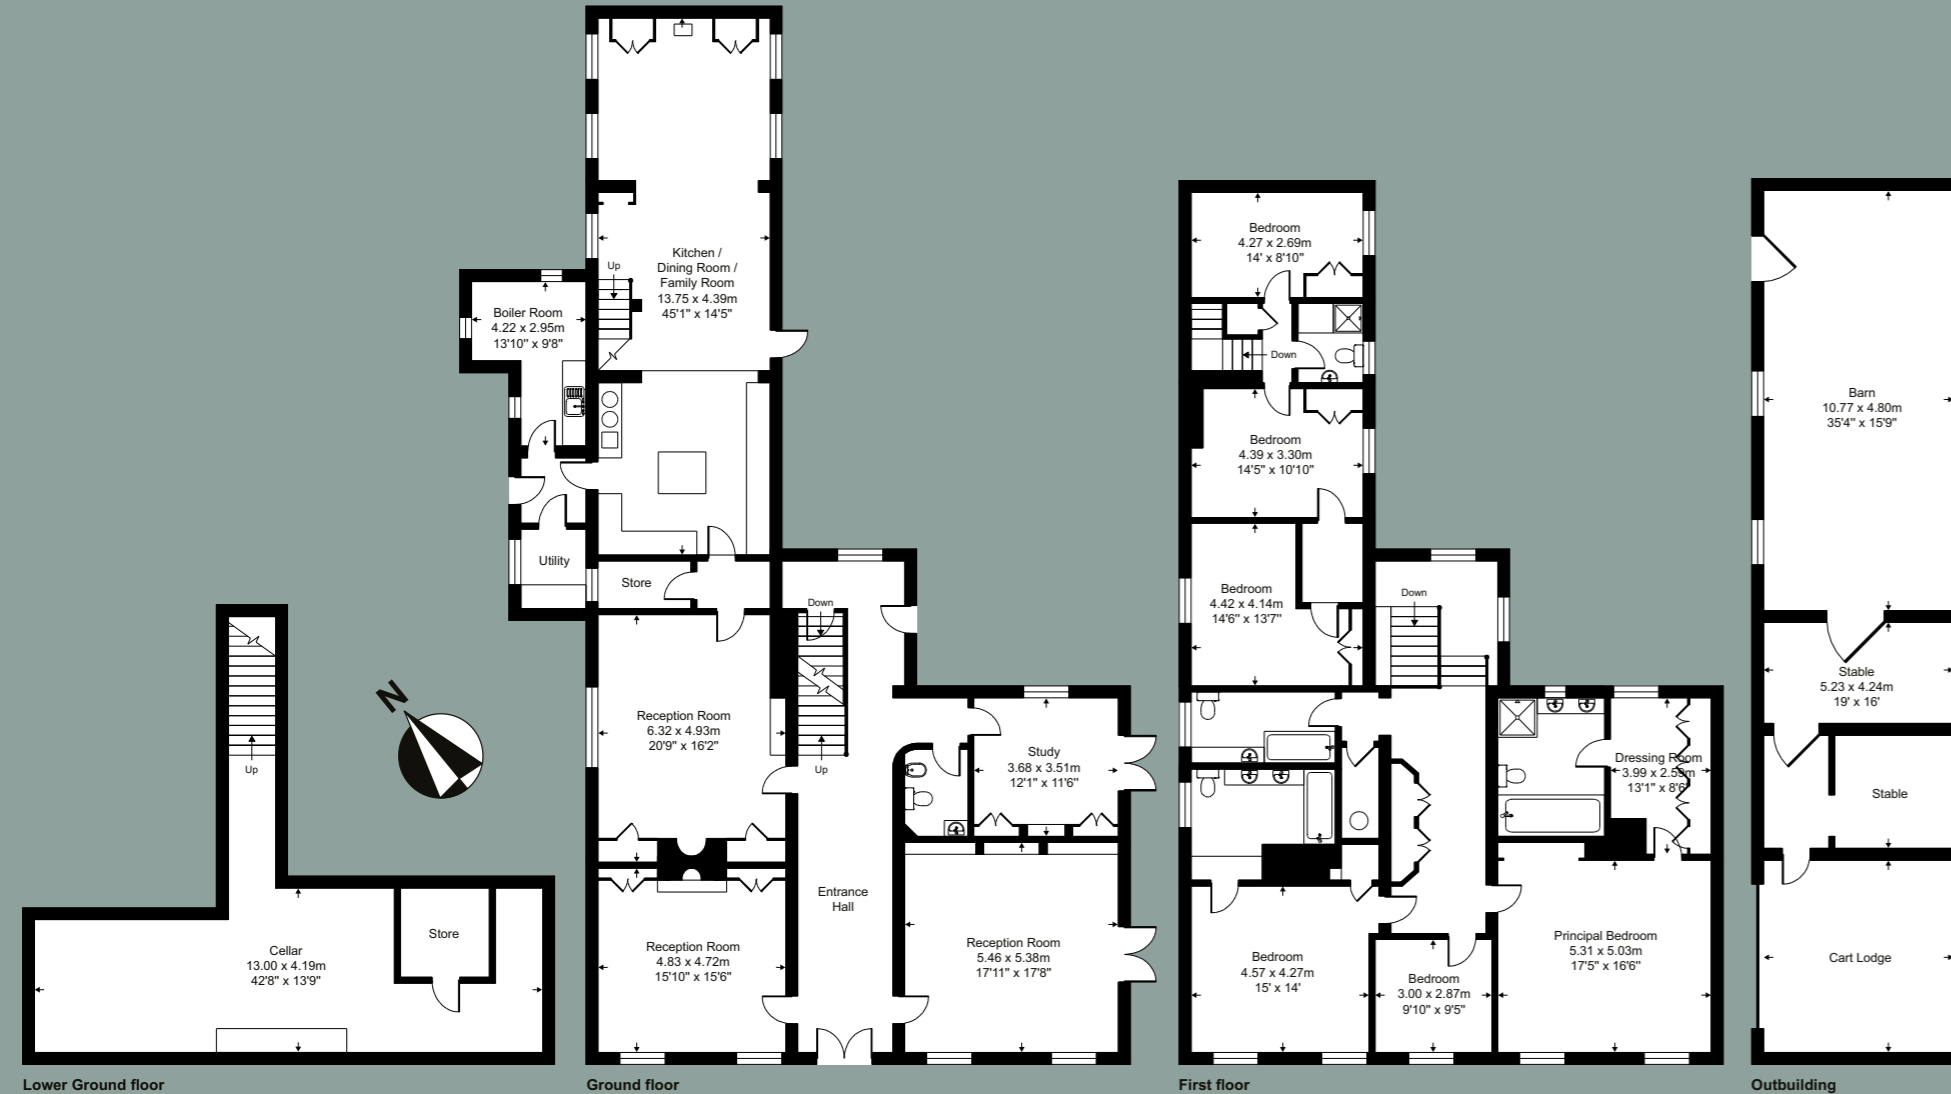 Up
N
Cellar
13.00 x 4.19m
42'8" x 13'9"
Store
Lower Ground floor
Kitchen /
Dining Room /
Family Room
13.75 x 4.39m
45'1" x 14'5"
Up
Boiler Room
4.22 x 2.95m
13'10" x 9'8"
Utility
Store
Down
Reception Room
6.32 x 4.93m
20'9" x 16'2"
Up
Study
3.68 x 3.51m
12'1" x 11'6"
Entrance
Hall
Reception Room
4.83 x 4.72m
15'10" x 15'6"
Reception Room
5.46 x 5.38m
17'11" x 17'8"
Ground floor
Bedroom
4.27 x 2.69m
14' x 8'10"
Down
Bedroom
4.39 x 3.30m
14'5" x 10'10"
Bedroom
4.42 x 4.14m
14'6" x 13'7"
Down
Dressing Room
3.99 x 2.59m
13'1" x 8'6"
Bedroom
4.57 x 4.27m
15' x 14'
Bedroom
3.00 x 2.87m
9'10" x 9'5"
Principal Bedroom
5.31 x 5.03m
17'5" x 16'6"
First floor
Barn
10.77 x 4.80m
35'4" x 15'9"
Stable
5.23 x 4.24m
19' x 16'
Stable
Cart Lodge
Outbuilding